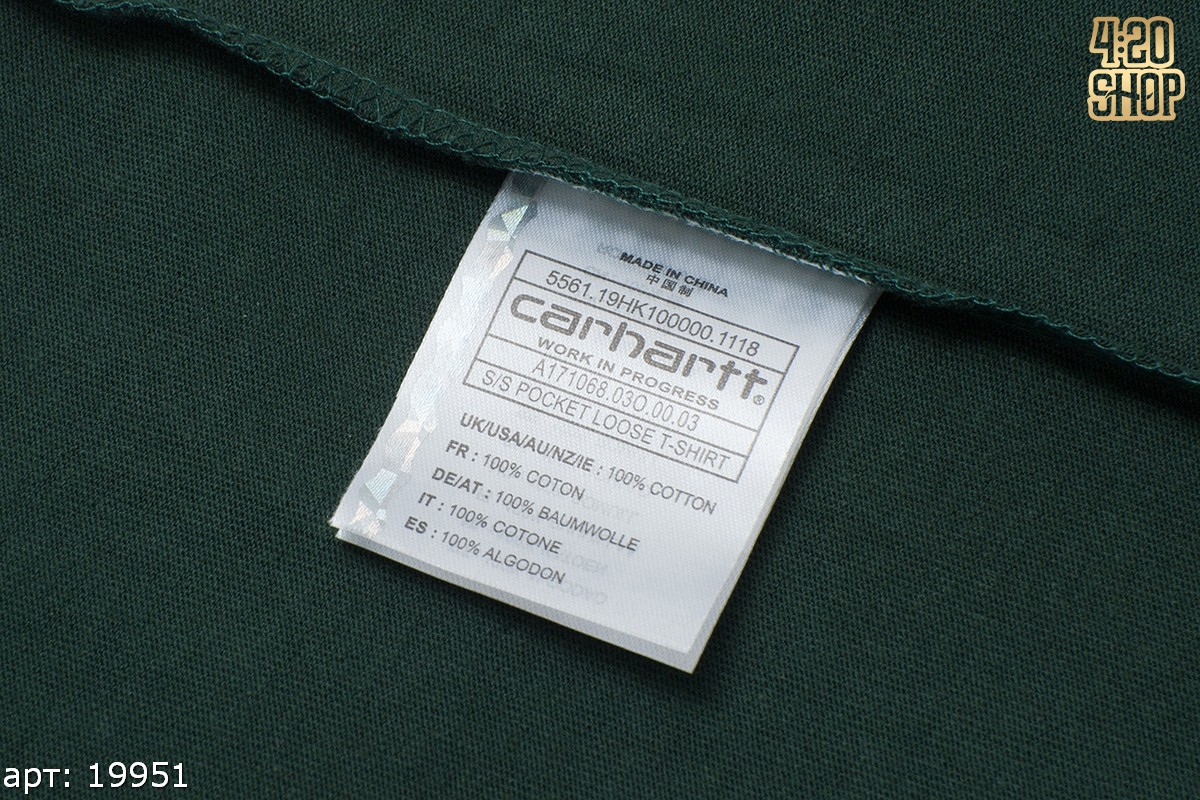 4:20
SHOP
MADE IN CHINA
中国制
5561.19HK100000.1118
carhartt®
WORK IN PROGRESS
A171068.03O.00.03
S/S POCKET LOOSE T-SHIRT
UK/USA/AU/NZ/IE : 100% COTTON
FR : 100% COTON
DE/AT : 100% BAUMWOLLE
IT : 100% COTONE
ES : 100% ALGODON
арт: 19951